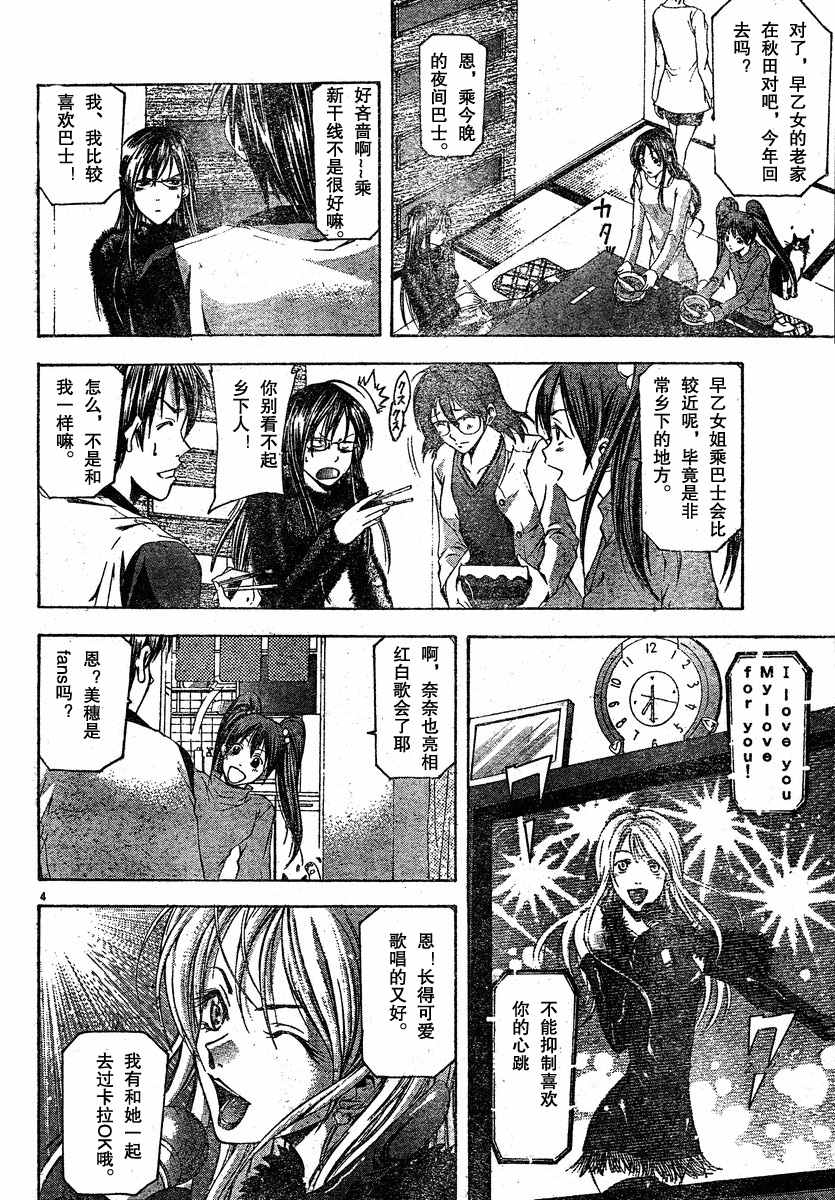 对了，早乙女的老家
在秋田对吧，今年回
去吗？
恩，乘今晚
的夜间巴士。
カタ
好吝啬啊~~乘
新干线不是很好嘛。
我、我比较
喜欢巴士！
早乙女姐乘巴士会比
较近呢，毕竟是非
常乡下的地方。
クスクス
你别看不起
乡下人！
怎么，不是和
我一样嘛。
I love you
My love
for you!
12
不能抑制喜欢
你的心跳
啊，奈奈也亮相
红白歌会了耶
恩？美穗是
fans吗？
4
恩！长得可爱
歌唱的又好。
我有和她一起
去过卡拉OK哦。